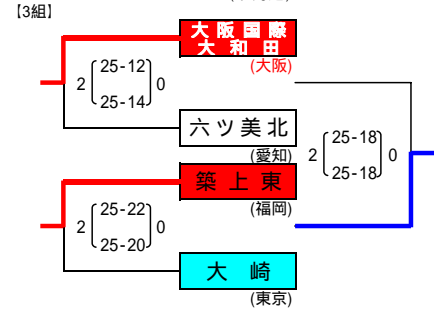 【3組】
大阪国際
大和田
(大阪)
2 25-12 0
25-14
六ツ美北
(愛知)
2 25-18 0
25-18
築上東
(福岡)
2 25-22 0
25-20
大崎
(東京)